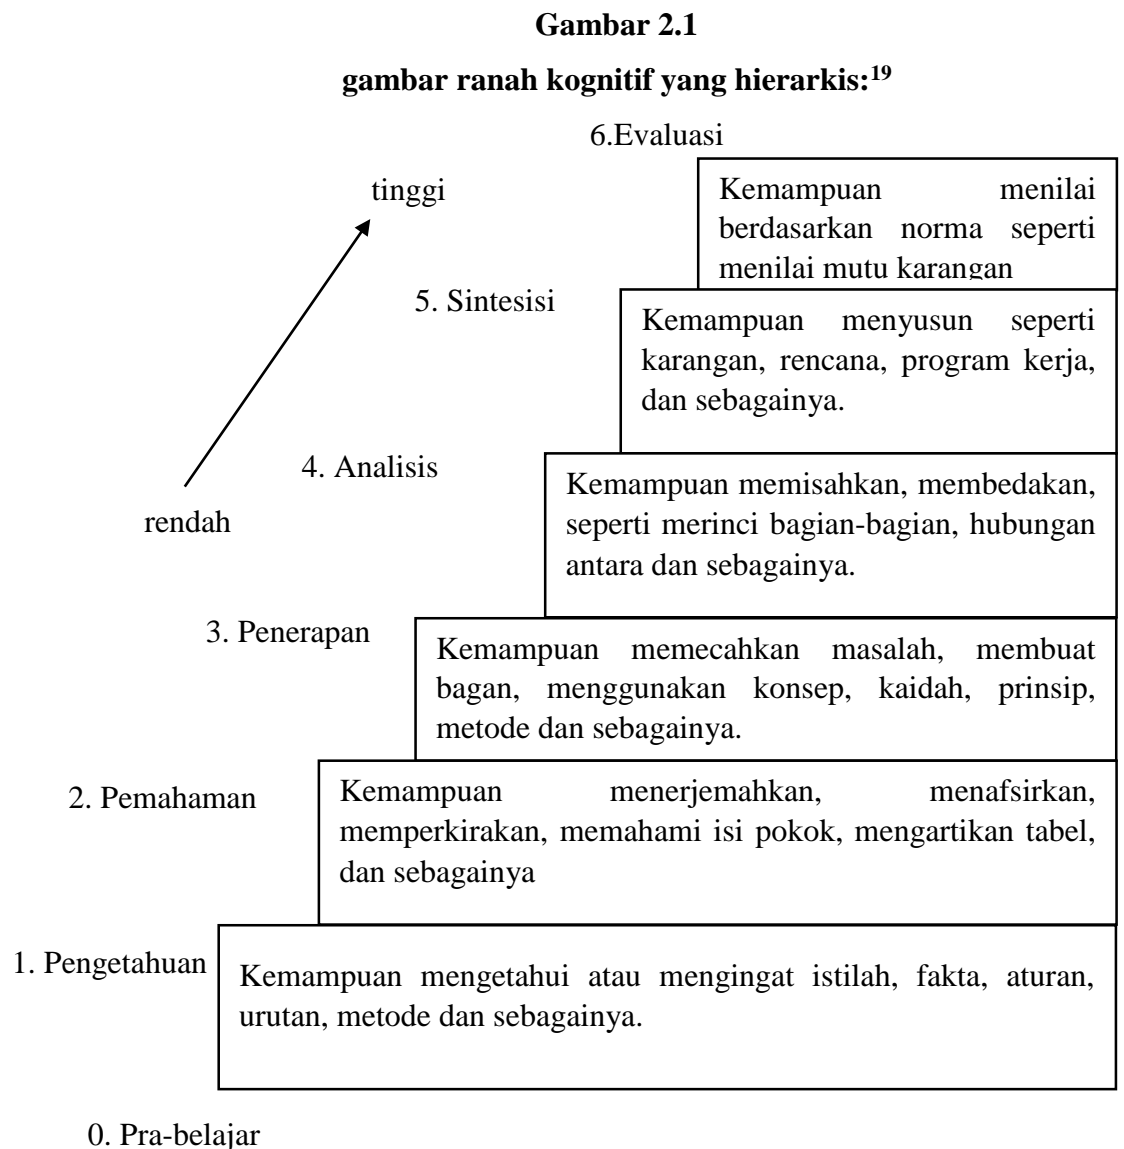 Gambar 2.1
gambar ranah kognitif yang hierarkis:19
6.Evaluasi
tinggi
Kemampuan menilai
berdasarkan norma seperti
menilai mutu karangan
5. Sintesisi
Kemampuan menyusun seperti
karangan, rencana, program kerja,
dan sebagainya.
4. Analisis
Kemampuan memisahkan, membedakan,
seperti merinci bagian-bagian, hubungan
antara dan sebagainya.
rendah
3. Penerapan
Kemampuan memecahkan masalah, membuat
bagan, menggunakan konsep, kaidah, prinsip,
metode dan sebagainya.
2. Pemahaman
Kemampuan menerjemahkan, menafsirkan,
memperkirakan, memahami isi pokok, mengartikan tabel,
dan sebagainya
1. Pengetahuan
Kemampuan mengetahui atau mengingat istilah, fakta, aturan,
urutan, metode dan sebagainya.
0. Pra-belajar